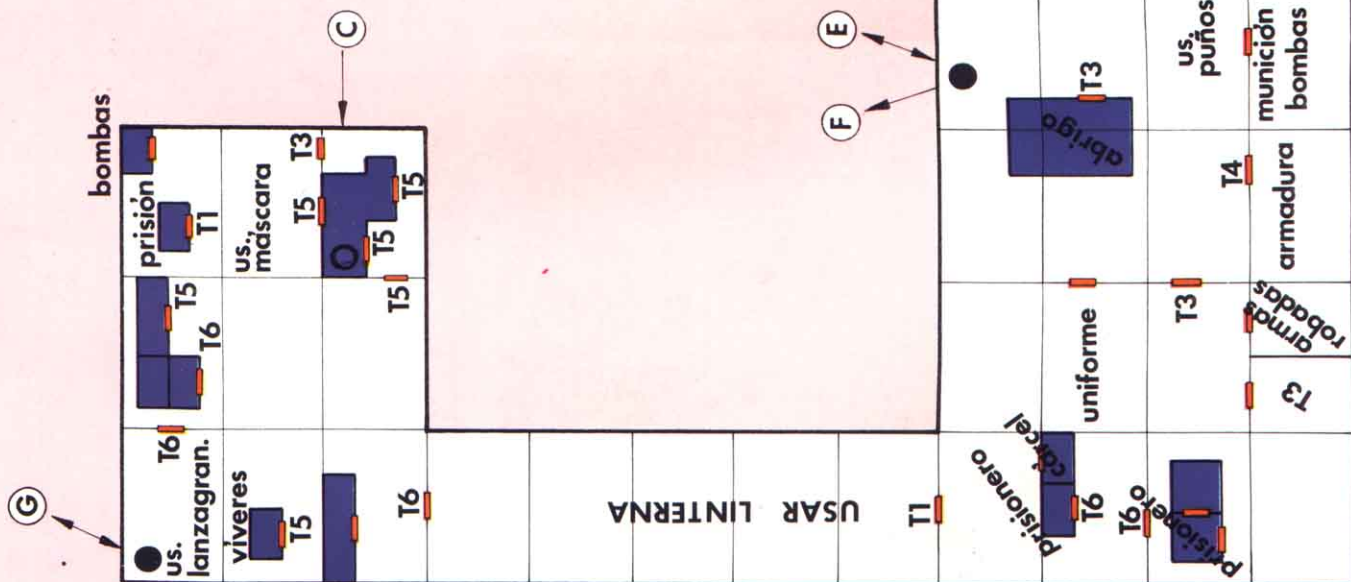 G
bombas
C
prisión
T1
T5
T6
T6
us.,
máscara
T3
T5
T5
T5
T5
us.
lanzagran.
víveres
T5
T6
USAR LINTERNA
T1
E
F
T3
abrigo
us.
puños
munición
bombas
T4
armadura
uniforme
T3
armas
robadas
T3
prisionero
cárcel
T6
T6
prisionero